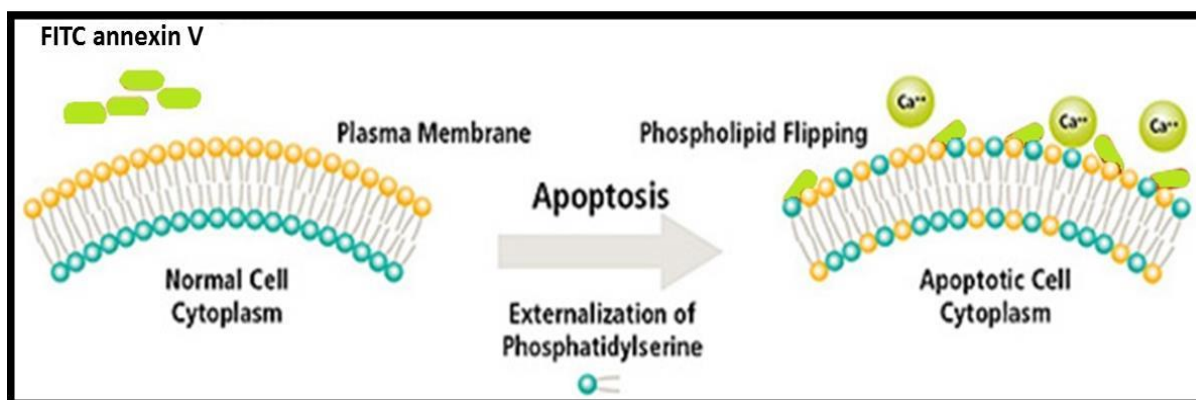 FITC annexin V
Plasma Membrane
Phospholipid Flipping
Ca++
Ca++
Ca++
Apoptosis
Normal Cell
Cytoplasm
Externalization of
Phosphatidylserine
Apoptotic Cell
Cytoplasm